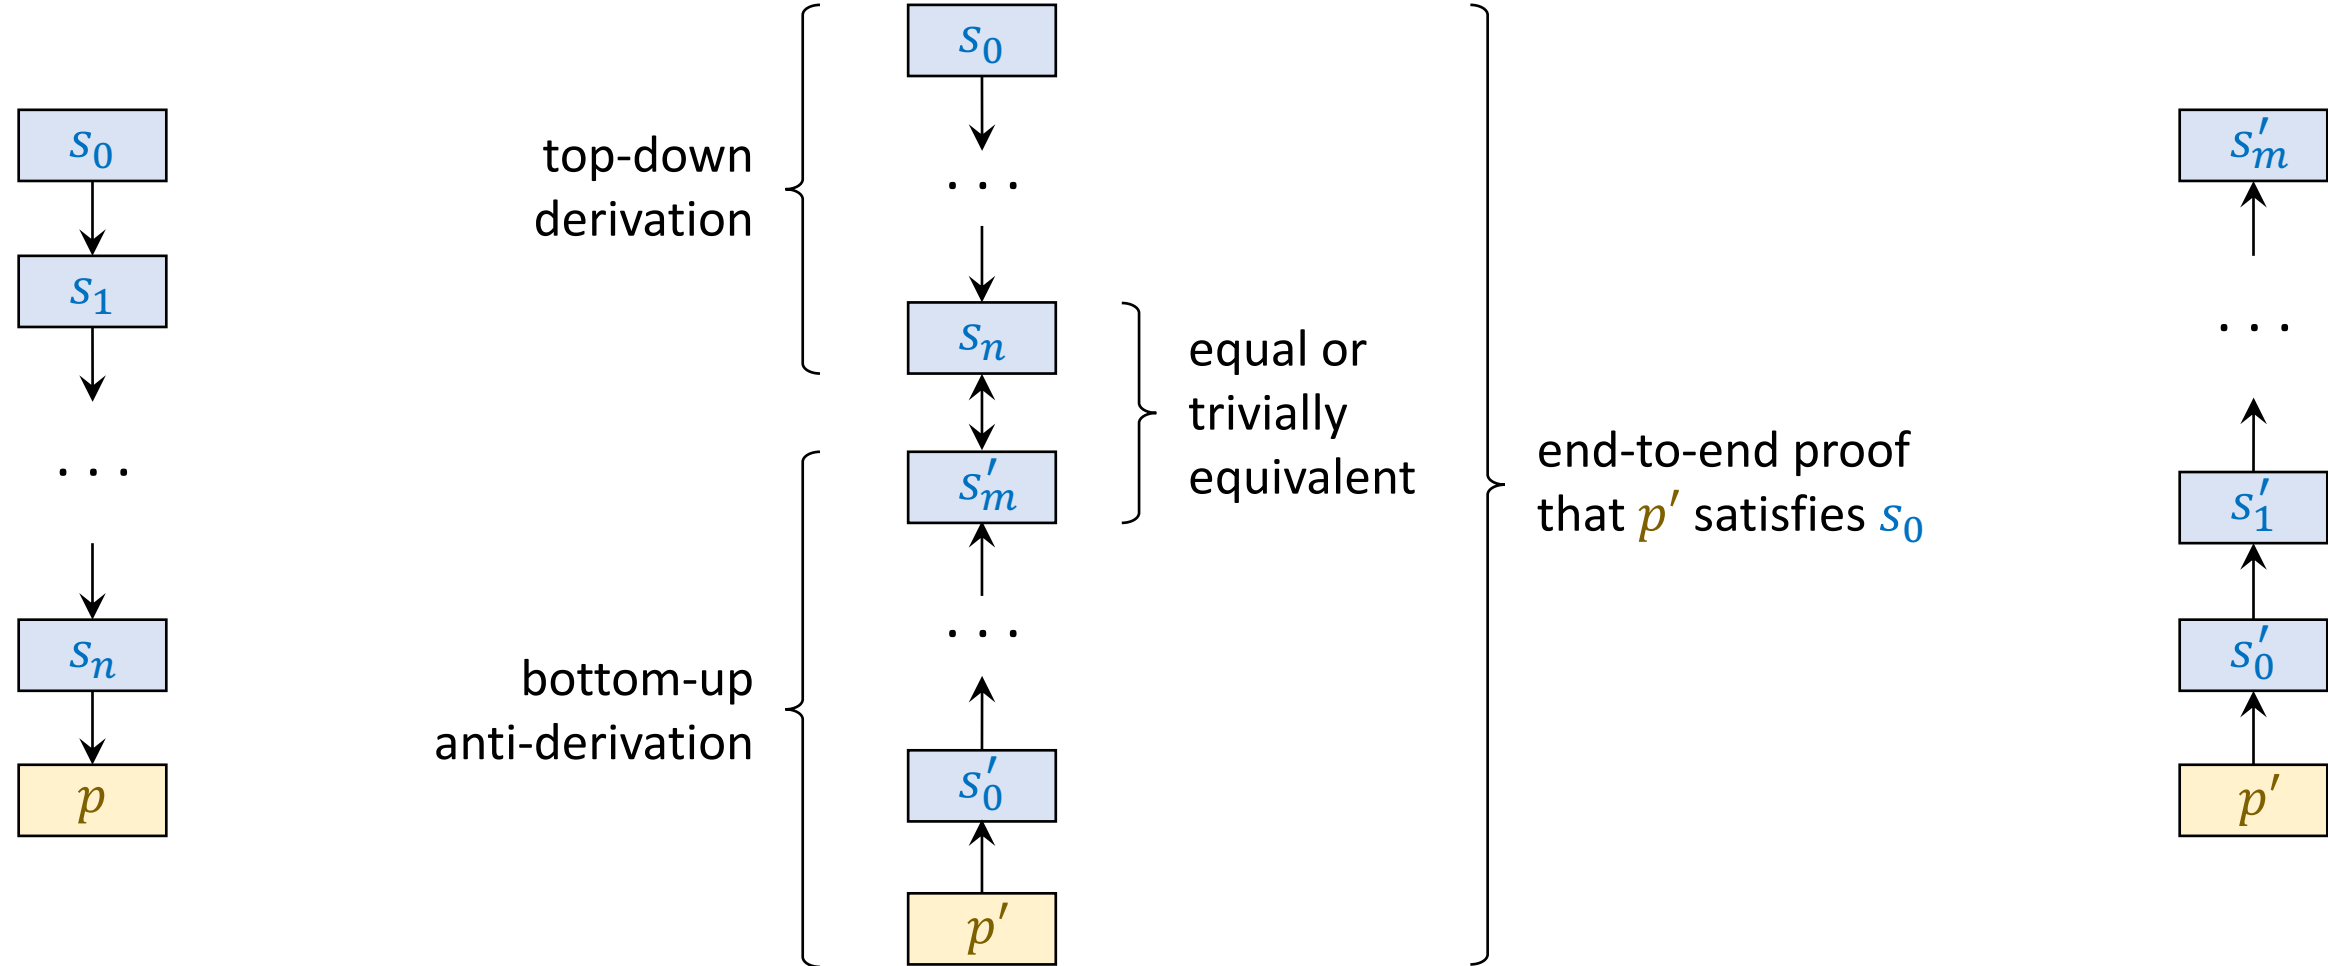 s₀
s₁
. . .
sₙ
p
top-down
derivation
bottom-up
anti-derivation
s₀
. . .
sₙ
s′ₘ
. . .
s′₀
p′
equal or
trivially
equivalent
end-to-end proof
that p′ satisfies s₀
s′ₘ
. . .
s′₁
s′₀
p′